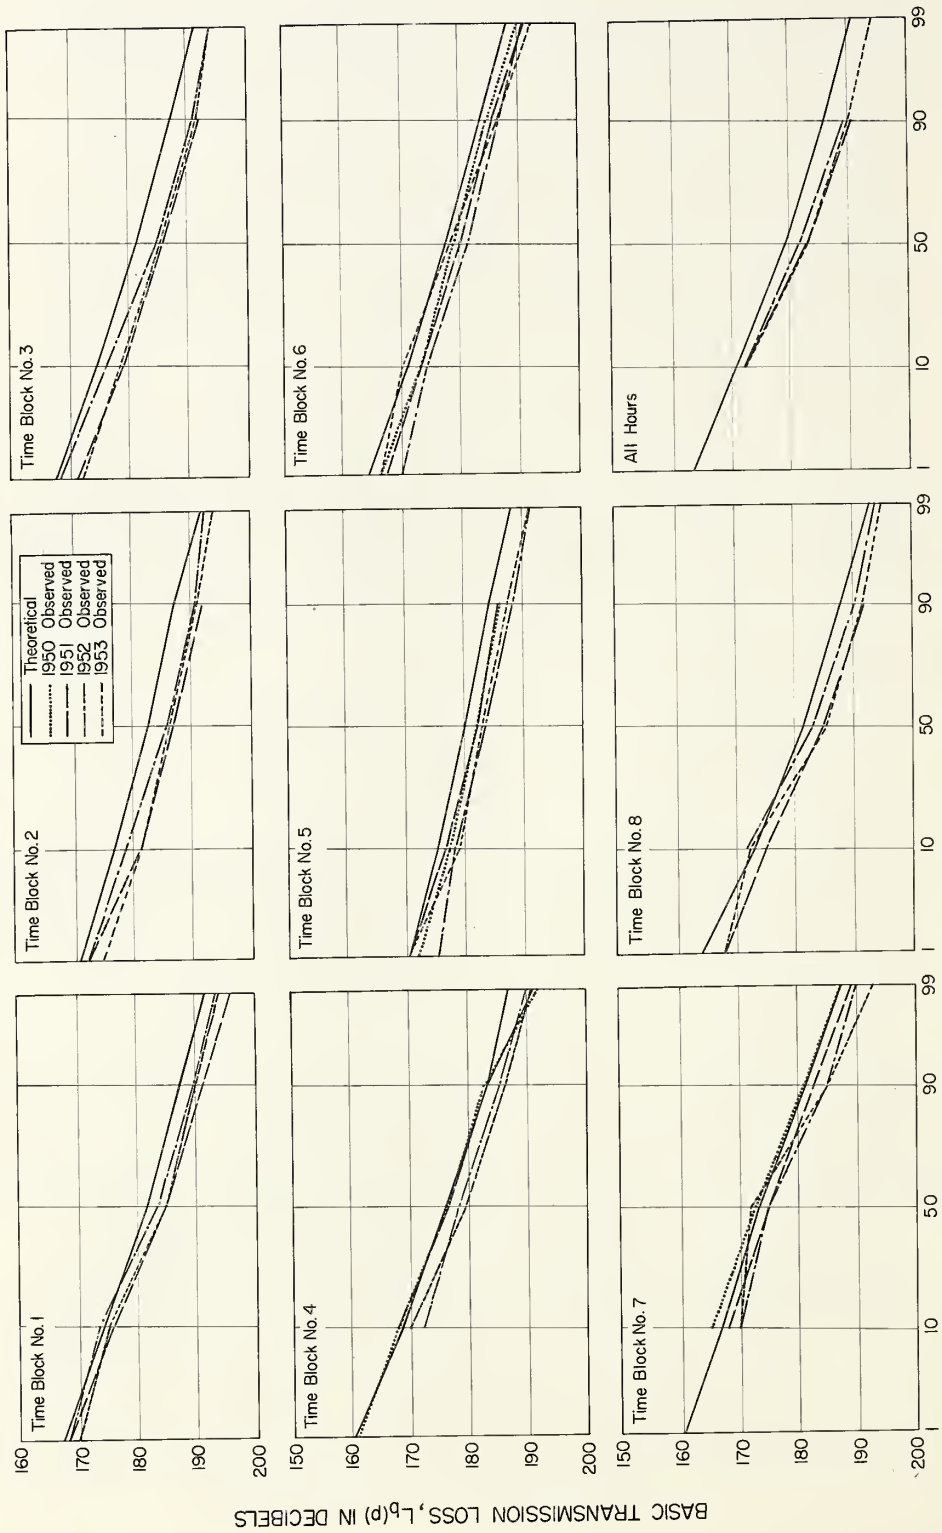 BASIC TRANSMISSION LOSS, L_b(p) IN DECIBELS
160
170
180
190
200
Time Block No.1
Time Block No.2
Theoretical
1950 Observed
1951 Observed
1952 Observed
1953 Observed
Time Block No.3
150
160
170
180
190
200
Time Block No.4
Time Block No.5
Time Block No.6
150
160
170
180
190
200
Time Block No.7
Time Block No.8
All Hours
1 10 50 90 99
1 10 50 90 99
1 10 50 90 99